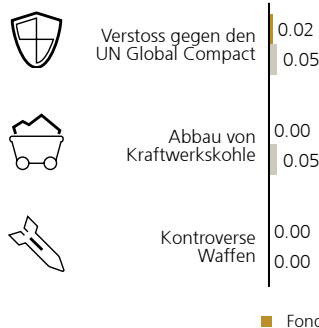 Verstoss gegen den
UN Global Compact
0.02
0.05
Abbau von
Kraftwerkskohle
0.00
0.05
Kontroverse
Waffen
0.00
0.00